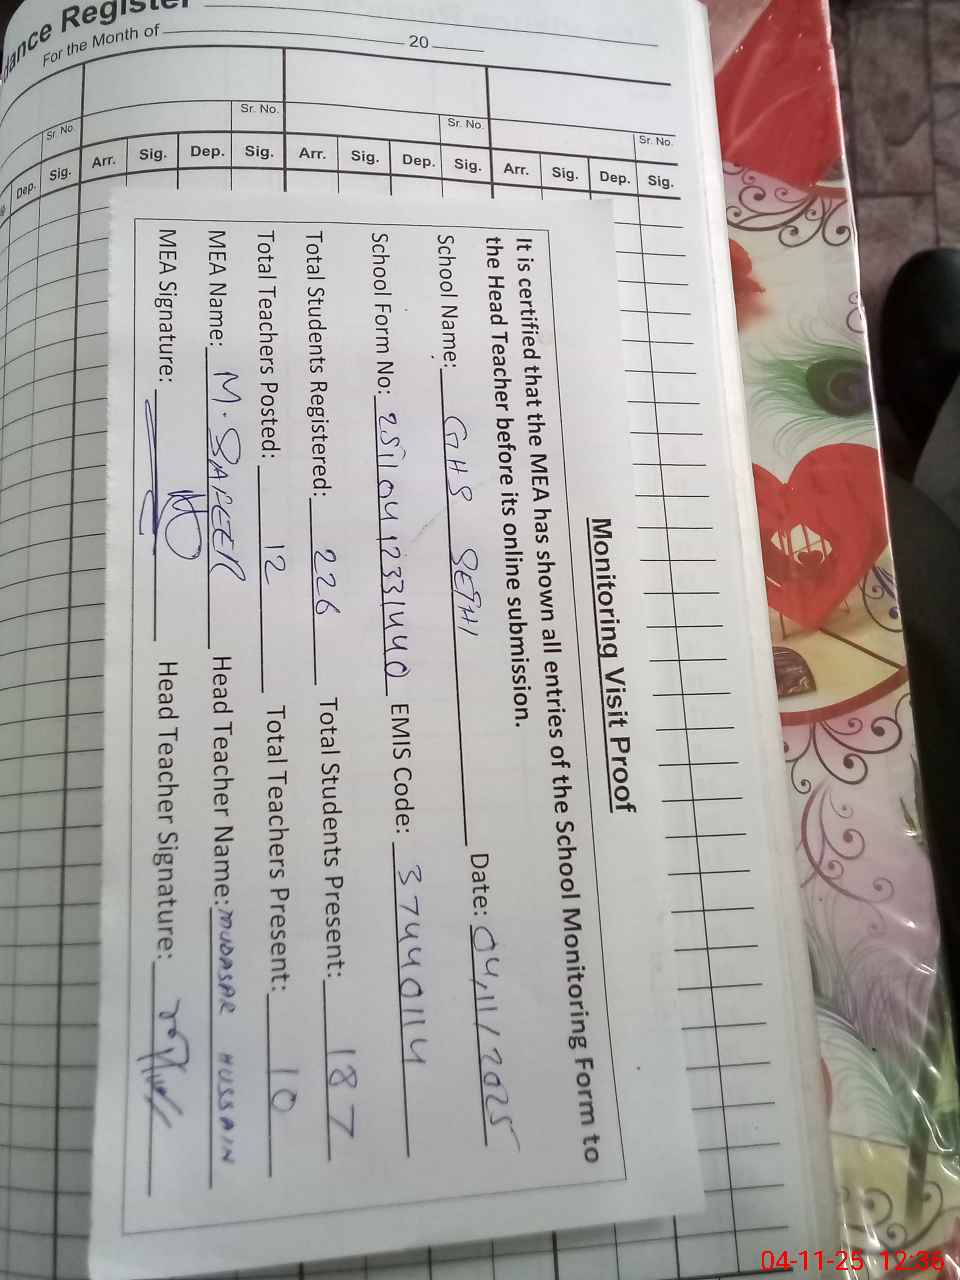 dance Register
For the Month of 20
Sr. No. Sr. No. Sr. No. Sr. No.
Dep. Sig. Arr. Sig. Dep. Sig. Arr. Sig. Dep. Sig. Arr. Sig. Dep. Sig.
Monitoring Visit Proof
It is certified that the MEA has shown all entries of the School Monitoring Form to
the Head Teacher before its online submission.
School Name: GHS SETHI Date: 04/11/2025
School Form No: EMIS Code: 37440114
Total Students Registered: 226 Total Students Present: 187
Total Teachers Posted: 12 Total Teachers Present: 10
MEA Name: M. SAFEER Head Teacher Name: MUDASAR HUSSAIN
MEA Signature: Head Teacher Signature:
04-11-25 12:36